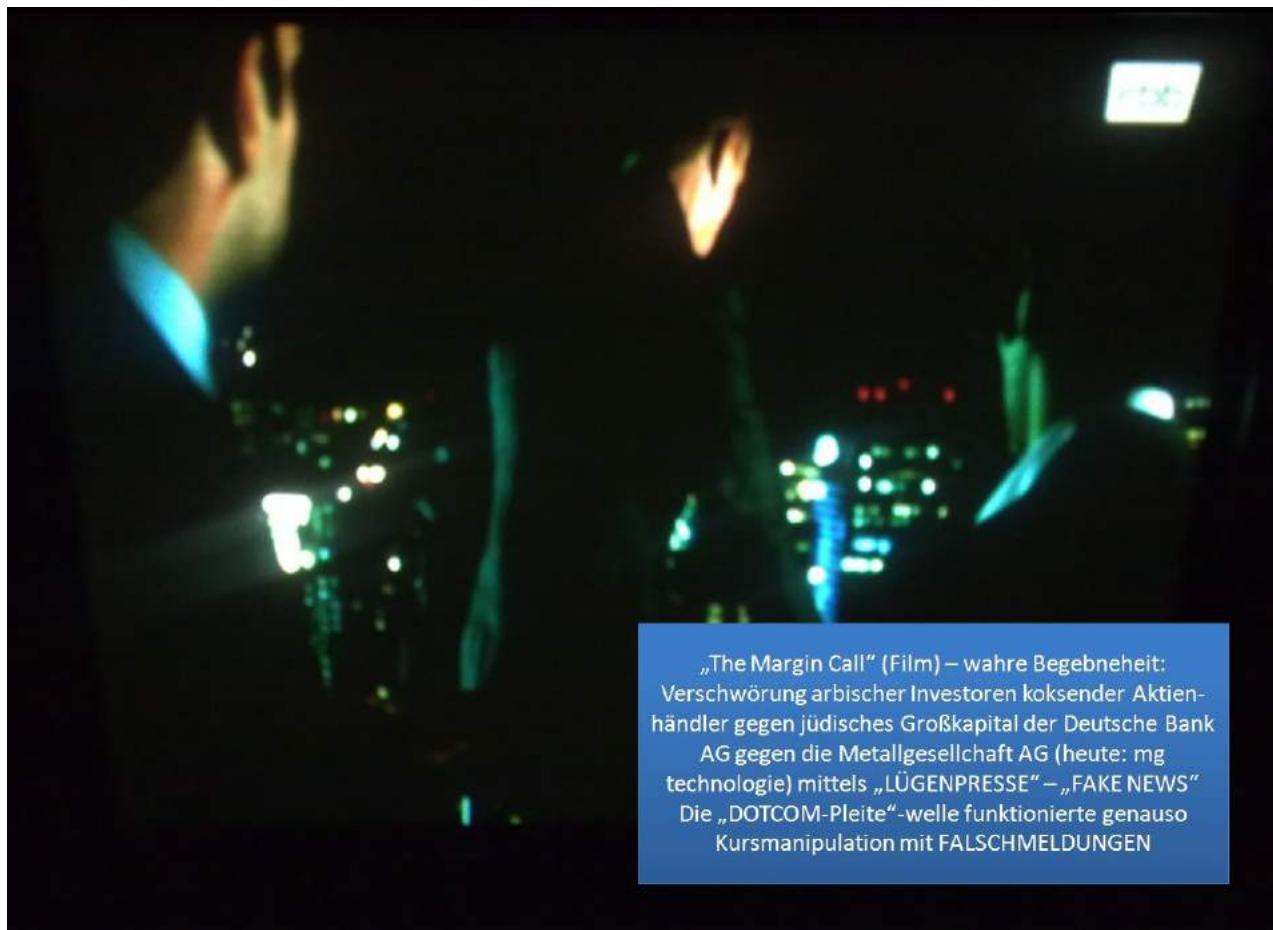 rbb
„The Margin Call“ (Film) – wahre Begebneheit:
Verschwörung arbischer Investoren koksender Aktien-
händler gegen jüdisches Großkapital der Deutsche Bank
AG gegen die Metallgesellchaft AG (heute: mg
technologie) mittels „LÜGENPRESSE“ – „FAKE NEWS“
Die „DOTCOM-Pleite“-welle funktionierte genauso
Kursmanipulation mit FALSCHMELDUNGEN